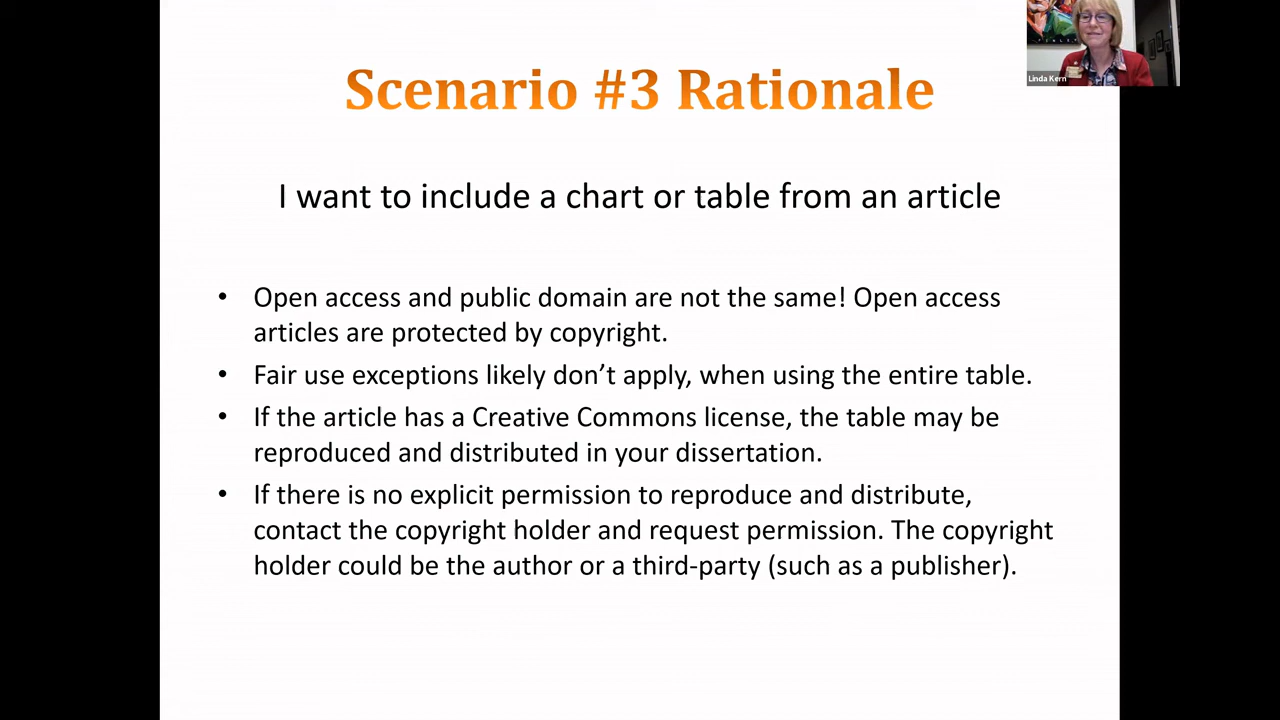 Scenario #3 Rationale
Linda Kern
I want to include a chart or table from an article
• Open access and public domain are not the same! Open access
articles are protected by copyright.
• Fair use exceptions likely don’t apply, when using the entire table.
• If the article has a Creative Commons license, the table may be
reproduced and distributed in your dissertation.
• If there is no explicit permission to reproduce and distribute,
contact the copyright holder and request permission. The copyright
holder could be the author or a third-party (such as a publisher).